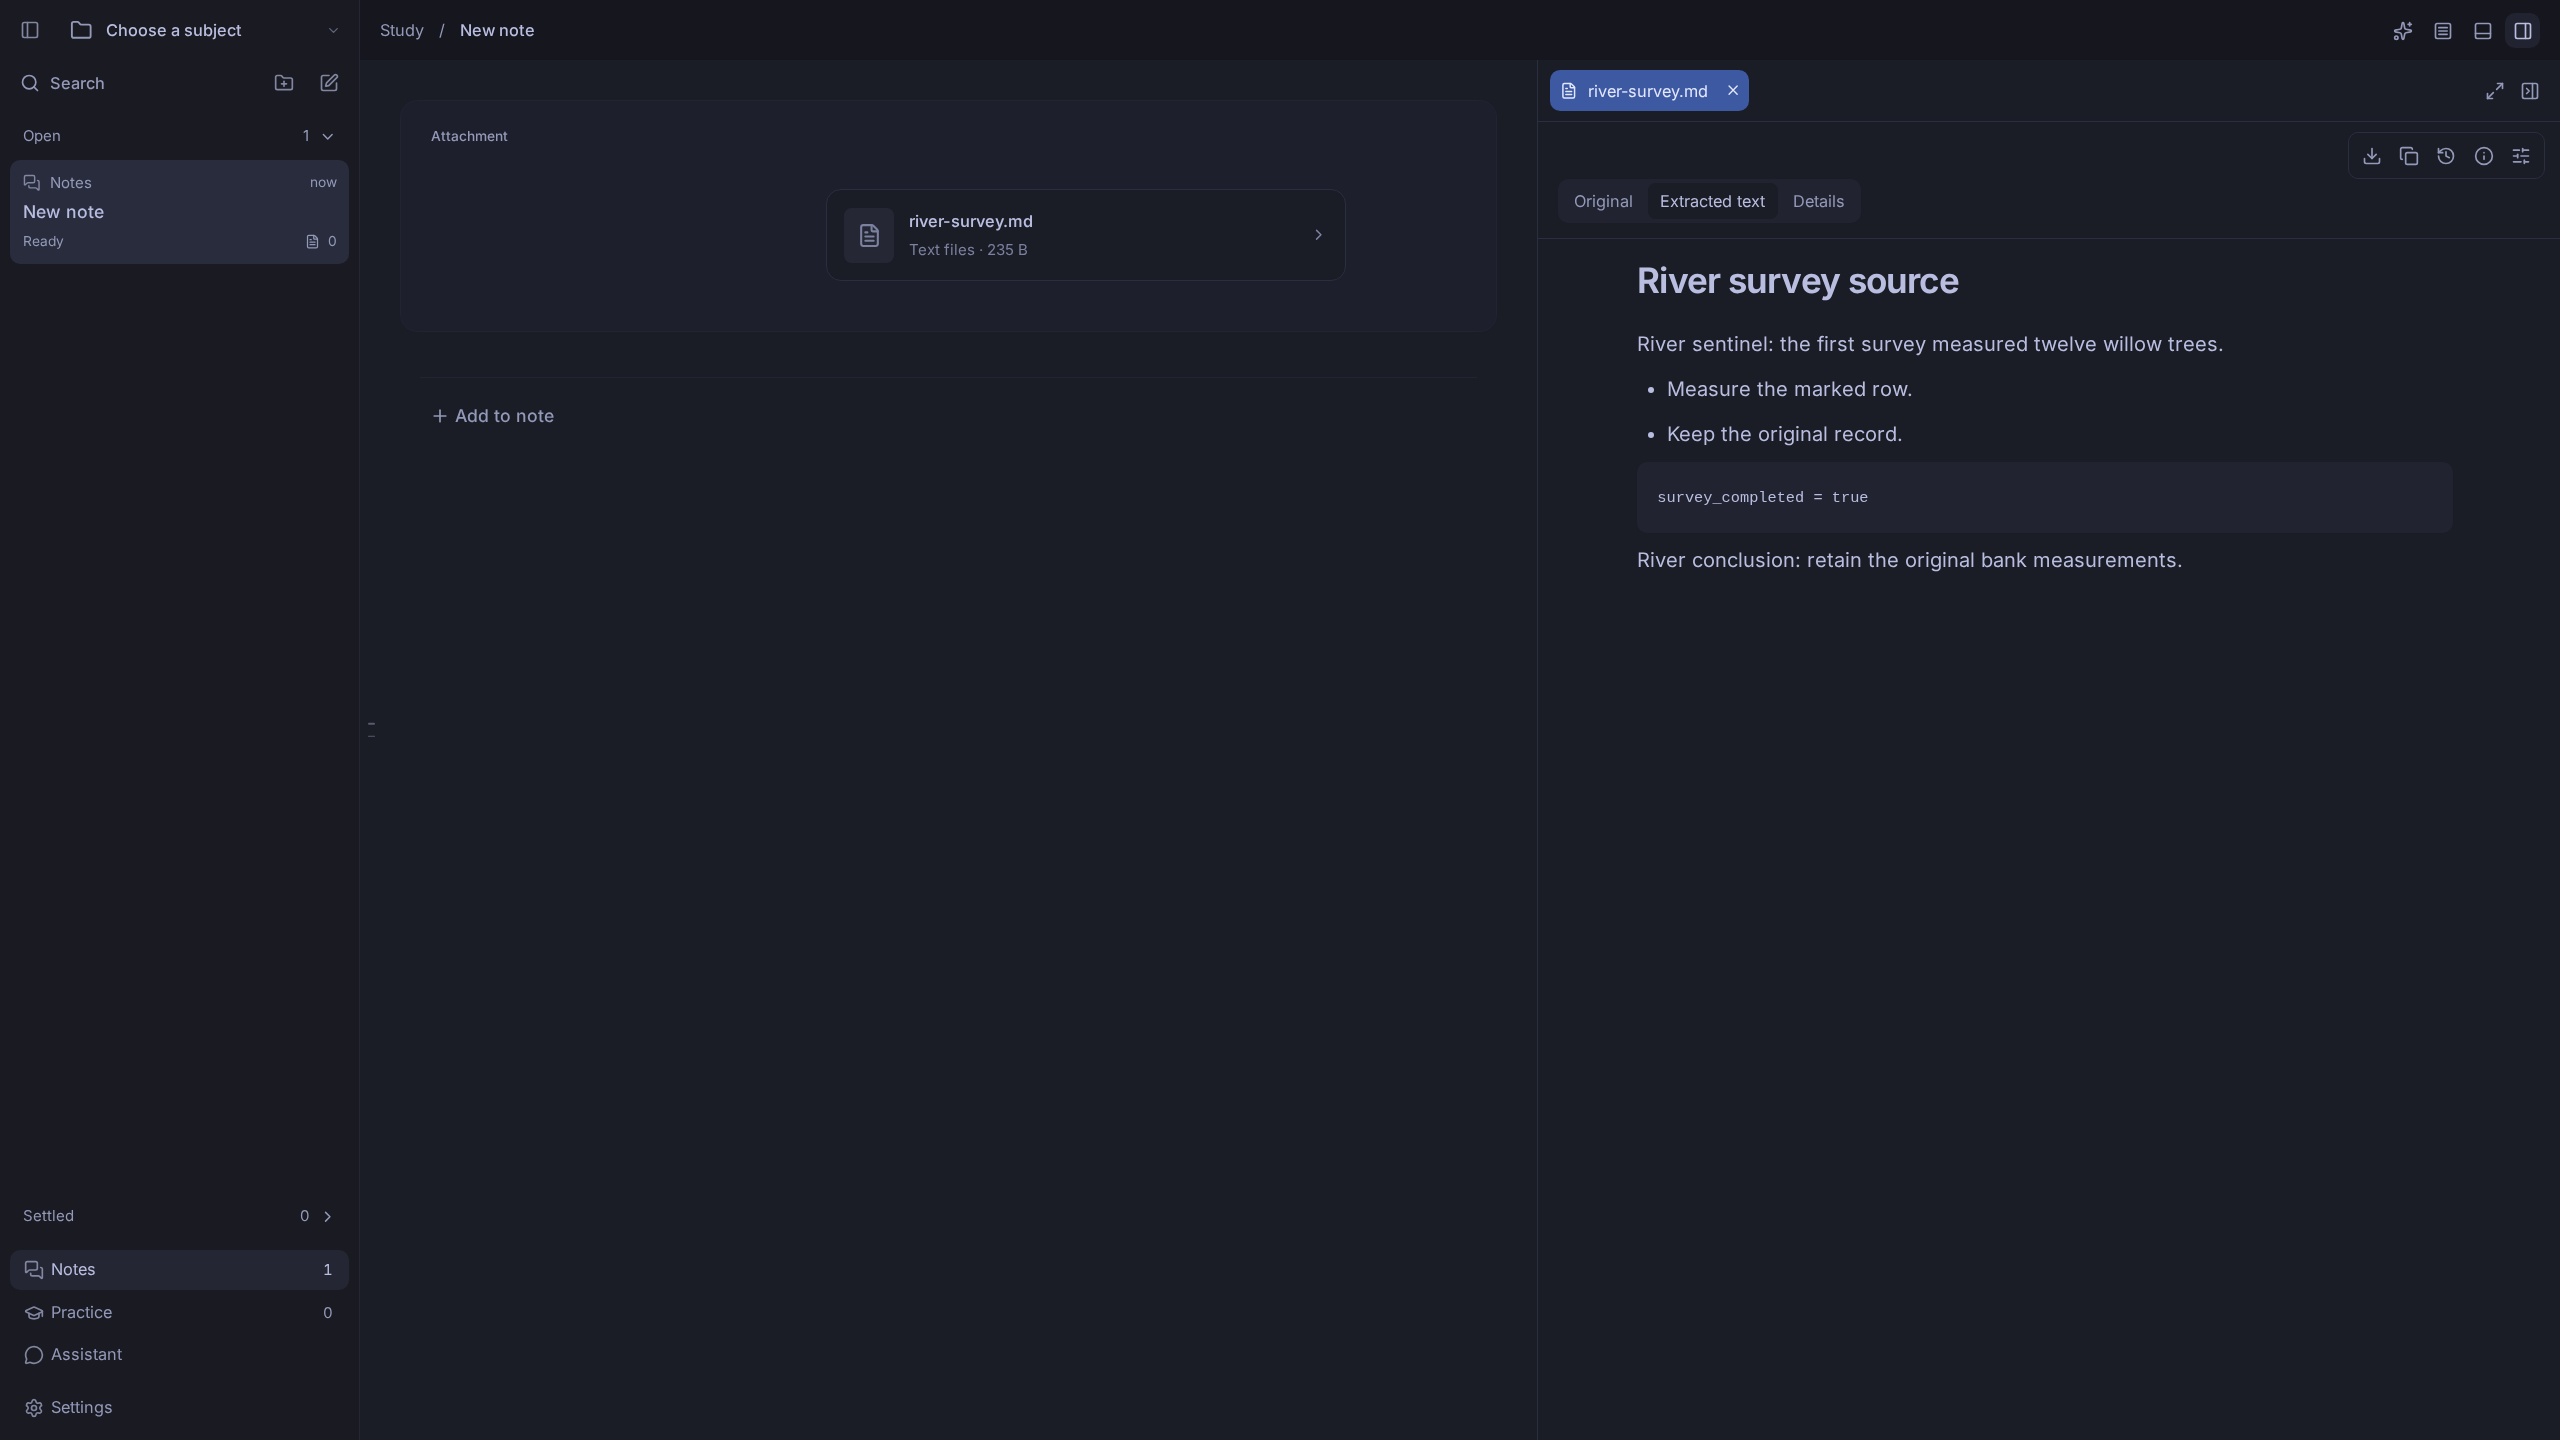 Choose a subject
Search
Open 1
Notes now
New note
Ready 0
Settled 0
Notes 1
Practice 0
Assistant
Settings
Study / New note
Attachment
river-survey.md
Text files · 235 B
Add to note
river-survey.md
Original Extracted text Details
River survey source
River sentinel: the first survey measured twelve willow trees.
• Measure the marked row.
• Keep the original record.
survey_completed = true
River conclusion: retain the original bank measurements.